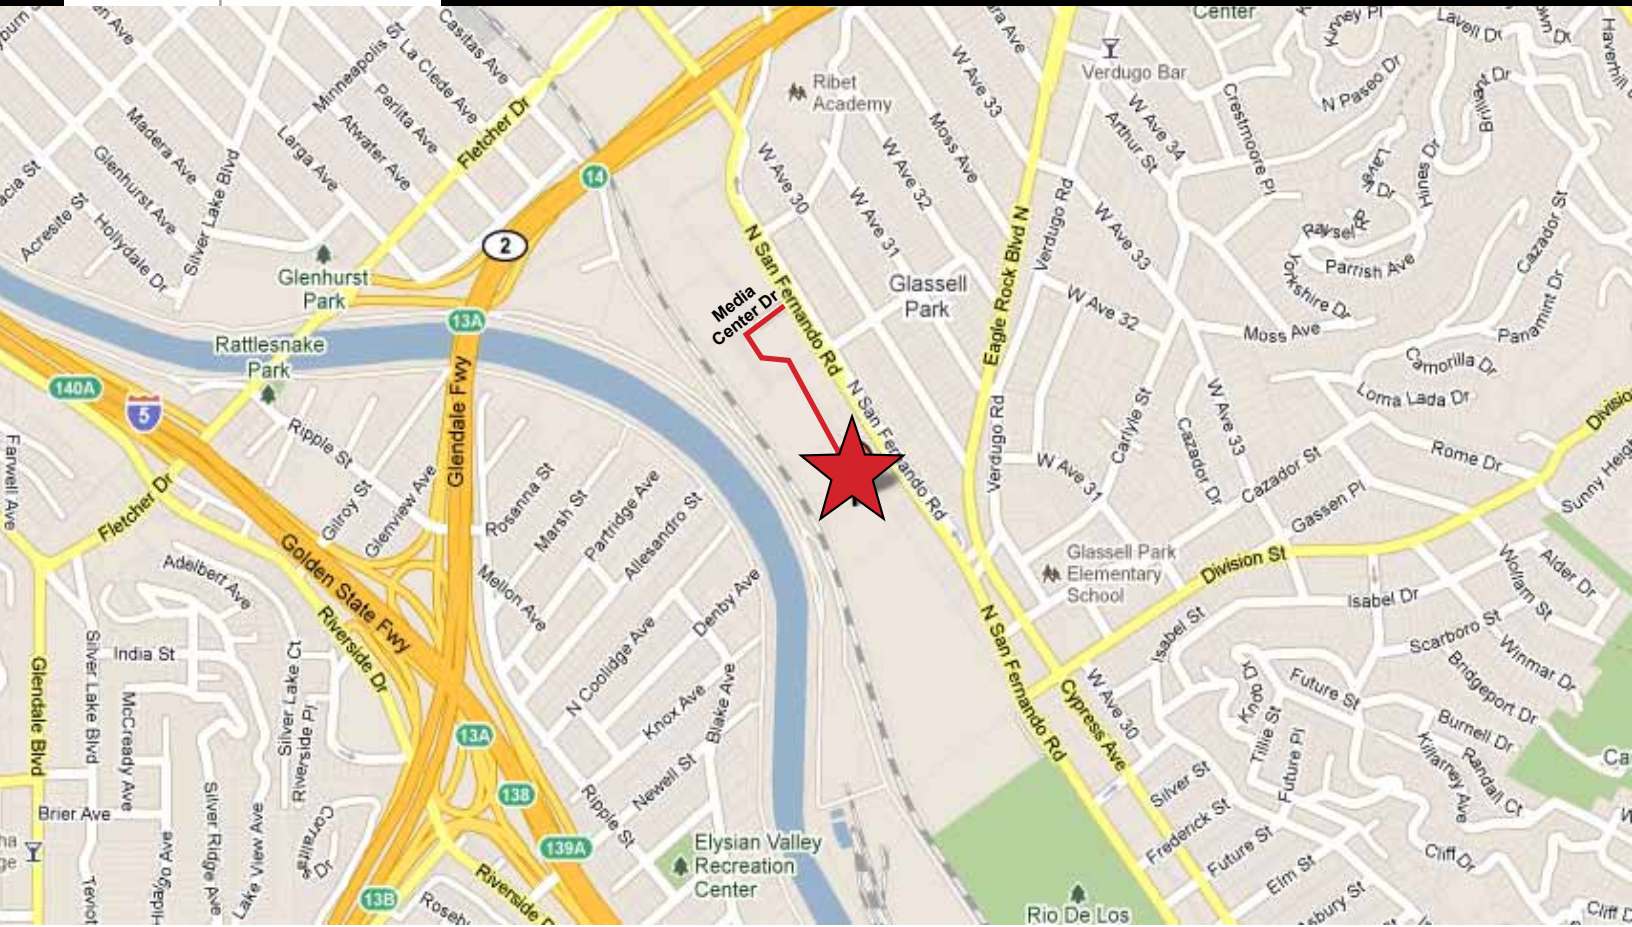 Casitas Ave
Minneapolis St
La Clede Ave
Perlita Ave
Atwater Ave
Larga Ave
Madera Ave
Glenhurst Ave
Silver Lake Blvd
Acresite St
Hollydale Dr
Fletcher Dr
14
2
13A
Glenhurst
Park
Rattlesnake
Park
140A
5
Ribet
Academy
W Ave 30
W Ave 31
W Ave 32
Moss Ave
W Ave 33
Center
Verdugo Bar
W Ave 34
Arthur St
Crestmoore Pl
N Paseo Dr
Kinney Pl
Lavell Dr
Brilliant Dr
Haverhill
Haines Dr
Cazador St
Panamint Dr
Parrish Ave
Yorkshire Dr
Moss Ave
Camorilla Dr
Loma Lada Dr
Rome Dr
Sunny Heig
Divisio
Verdugo Rd
W Ave 33
W Ave 32
Eagle Rock Blvd N
Glassell
Park
N San Fernando Rd
Media
Center Dr
N San Fernando Rd
Verdugo Rd
W Ave 31
Carlyle St
Cazador Dr
W Ave 33
Cazador St
Gassen Pl
Division St
Glassell Park
Elementary
School
Isabel Dr
Isabel St
Wollam St
Alder Dr
Scarboro St
Winmar Dr
Bridgeport Dr
Burnell Dr
Randall Ct
Killarney Ave
Future St
Knob Dr
Tillie St
Future Pl
W Ave 30
Cypress Ave
N San Fernando Rd
Silver St
Frederick St
Future St
Elm St
Cliff Dr
Cliff D
Rio De Los
Glendale Fwy
Ripple St
Gilroy St
Glenview Ave
Rosanna St
Marsh St
Partridge Ave
Allesandro St
Mellon Ave
Denby Ave
N Coolidge Ave
Knox Ave
Blake Ave
Newell St
Ripple St
Elysian Valley
Recreation
Center
Golden State Fwy
Riverside Dr
Fletcher Dr
Farwell Ave
Adelbert Ave
India St
Silver Lake Blvd
McCready Ave
Silver Lake Ct
Riverside Pl
Glendale Blvd
Brier Ave
Hidalgo Ave
Silver Ridge Ave
Lake View Ave
Teviot
13A
138
139A
13B
Riverside D